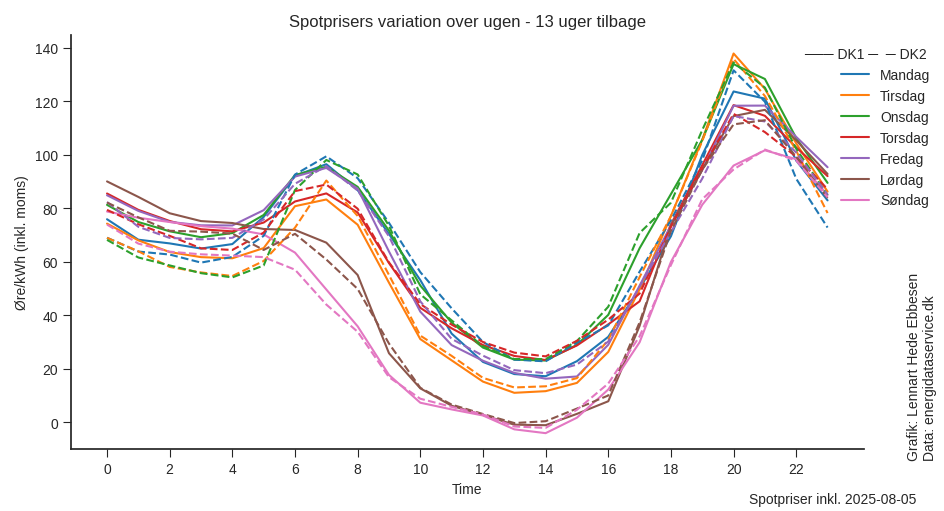 Spotprisers variation over ugen - 13 uger tilbage
DK1 DK2
Mandag
Tirsdag
Onsdag
Torsdag
Fredag
Lørdag
Søndag
Øre/kWh (inkl. moms)
140
120
100
80
60
40
20
0
0 2 4 6 8 10 12 14 16 18 20 22
Time
Grafik: Lennart Hede Ebbesen
Data: energidataservice.dk
Spotpriser inkl. 2025-08-05